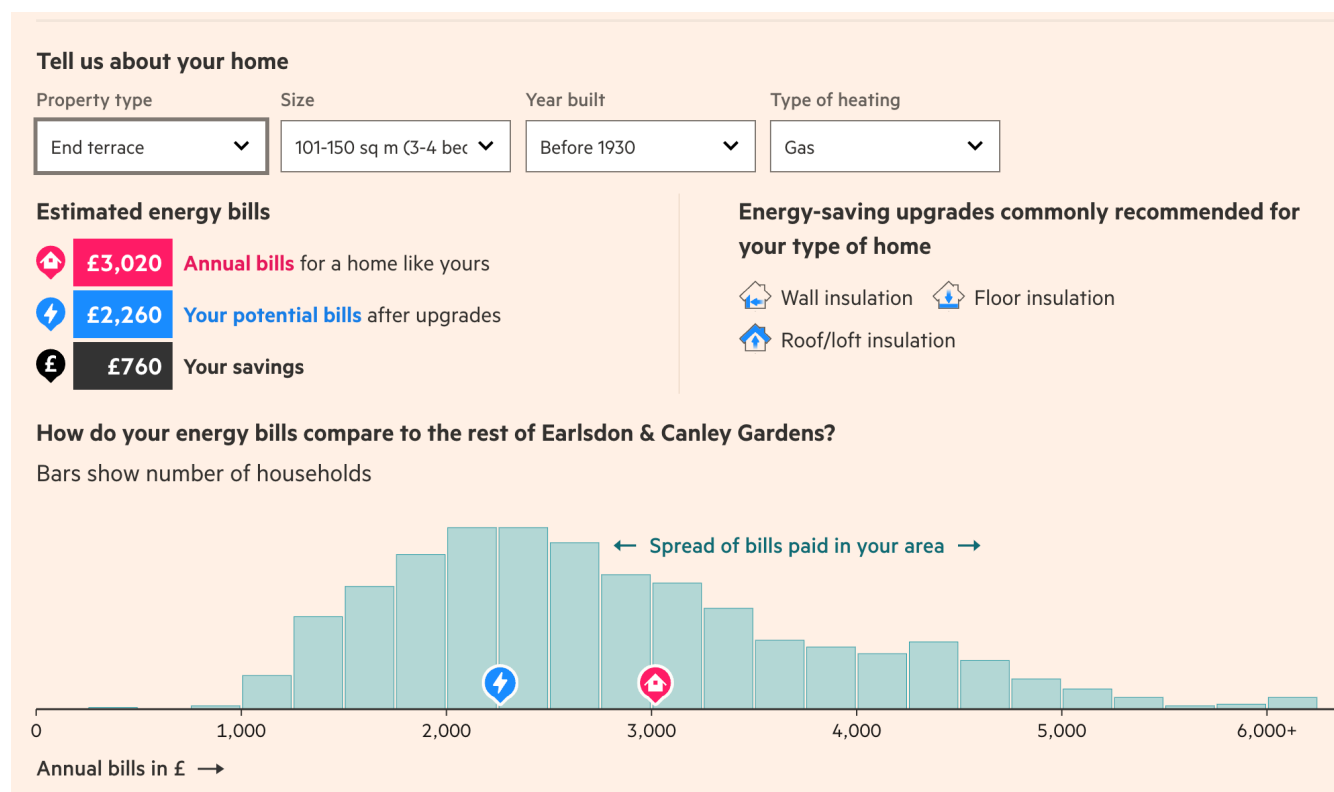 Tell us about your home
Property type
Size
Year built
Type of heating
End terrace
101-150 sq m (3-4 bec
Before 1930
Gas
Estimated energy bills
£3,020 Annual bills for a home like yours
£2,260 Your potential bills after upgrades
£ £760 Your savings
Energy-saving upgrades commonly recommended for
your type of home
Wall insulation
Floor insulation
Roof/loft insulation
How do your energy bills compare to the rest of Earlsdon & Canley Gardens?
Bars show number of households
← Spread of bills paid in your area →
0 1,000 2,000 3,000 4,000 5,000 6,000+
Annual bills in £ →